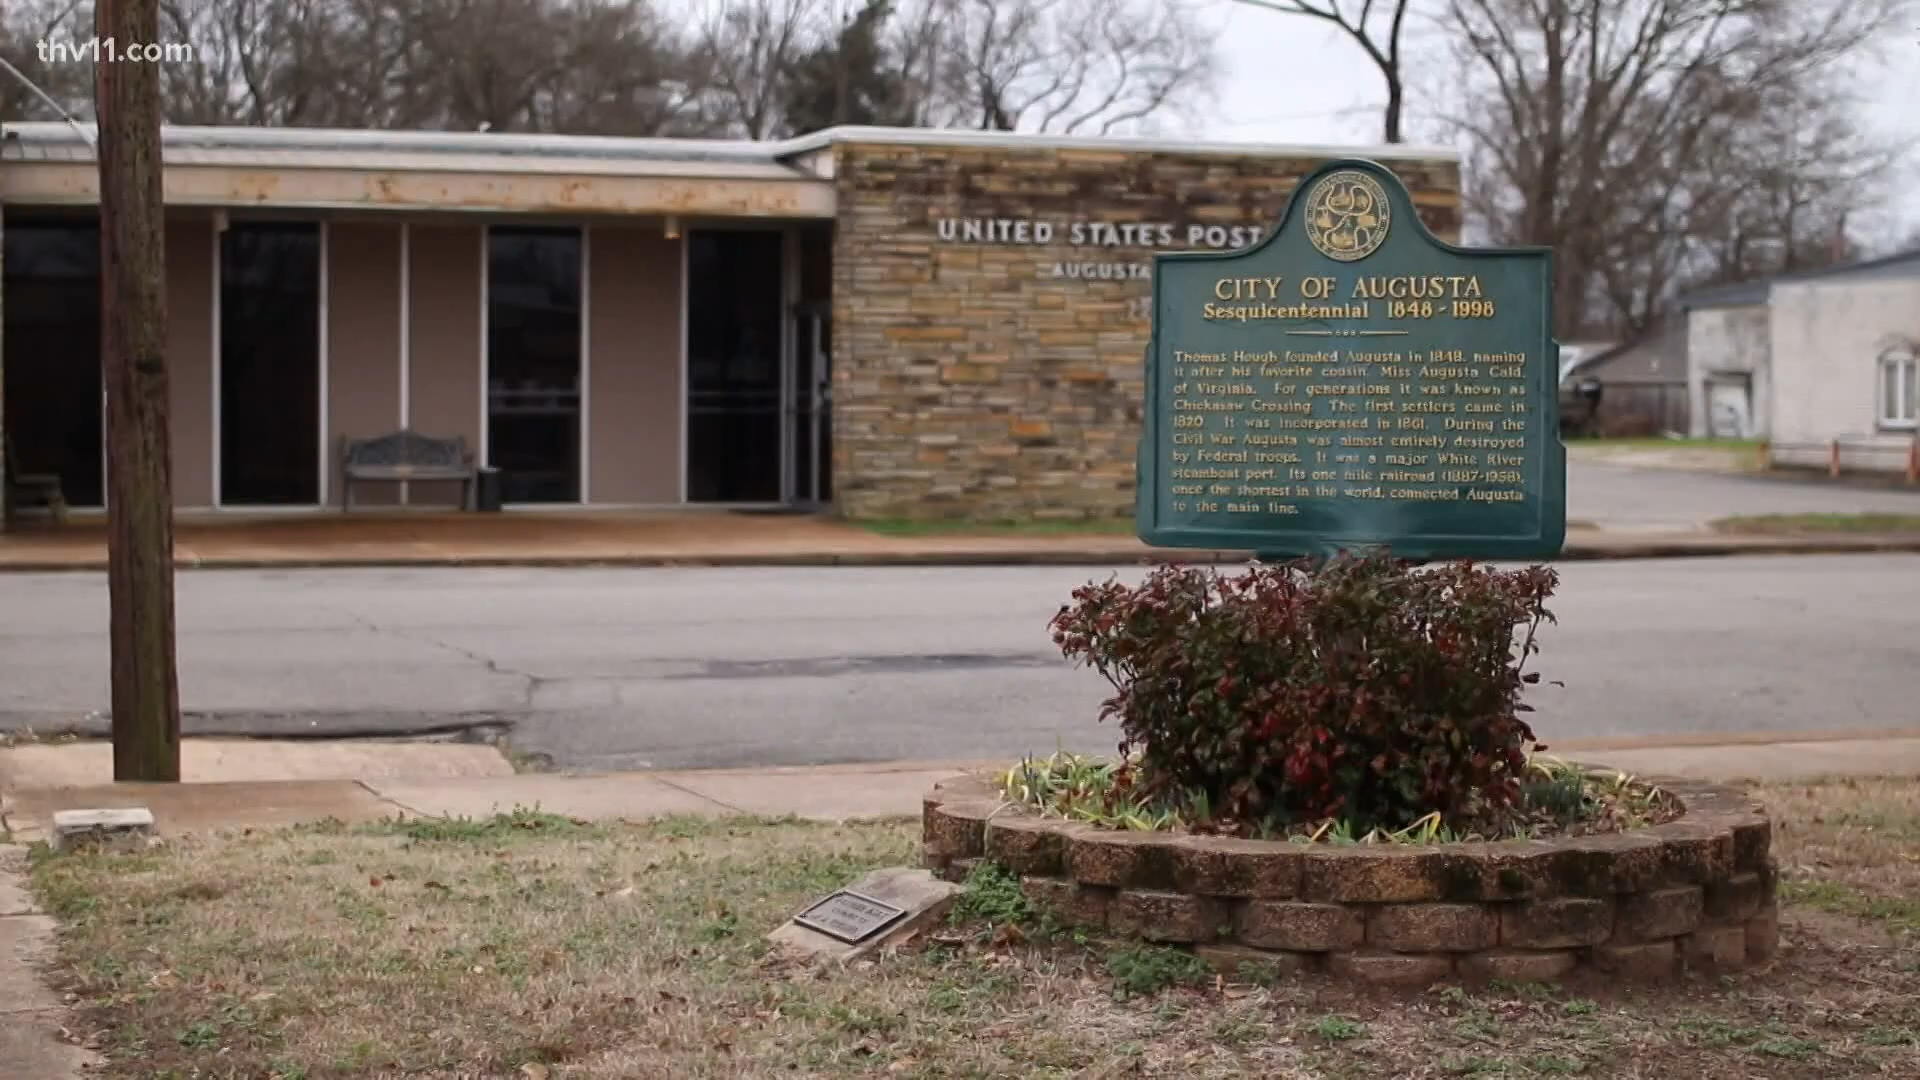 thv11.com
UNITED STATES POST
AUGUSTA
CITY OF AUGUSTA
Sesquicentennial 1848 - 1998
Thomas Hough founded Augusta in 1848, naming
it after his favorite cousin, Miss Augusta Cald,
of Virginia. For generations it was known as
Chickasaw Crossing. The first settlers came in
1820. It was incorporated in 1861. During the
Civil War Augusta was almost entirely destroyed
by Federal troops. It was a major White River
steamboat port. Its one mile railroad (1887-1958),
once the shortest in the world, connected Augusta
to the main line.